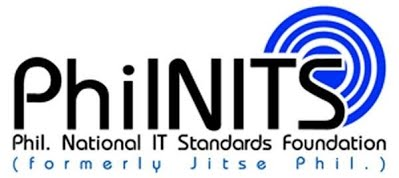 PhilNITS
Phil. National IT Standards Foundation
(formerly Jitse Phil.)